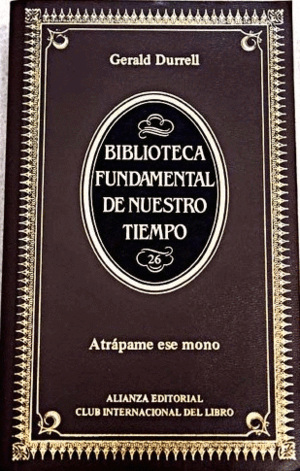 Gerald Durrell
BIBLIOTECA
FUNDAMENTAL
DE NUESTRO
TIEMPO
26
Atrápame ese mono
ALIANZA EDITORIAL
CLUB INTERNACIONAL DEL LIBRO